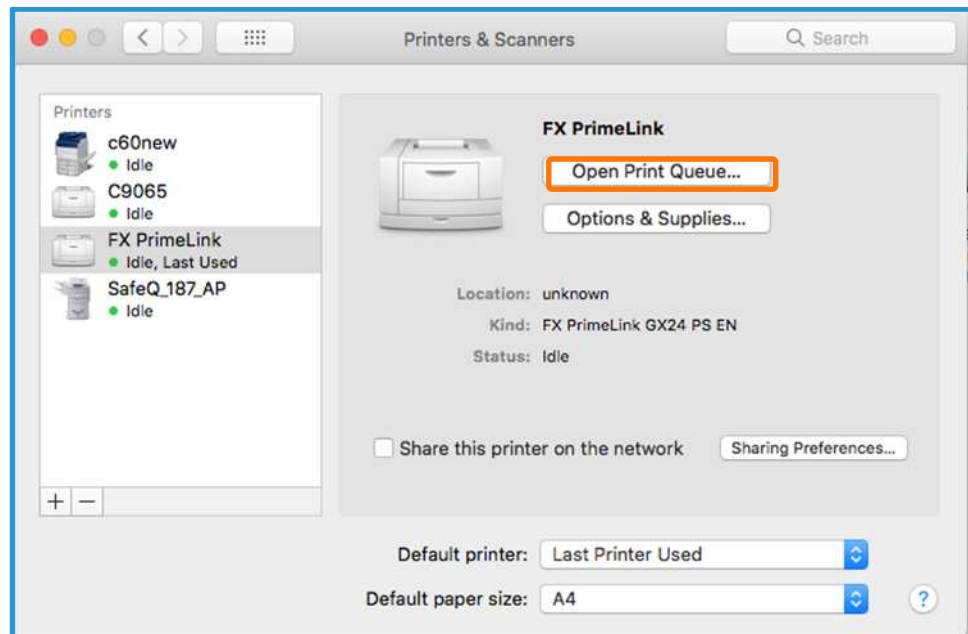 Printers & Scanners
Search
Printers
c60new
Idle
C9065
Idle
FX PrimeLink
Idle, Last Used
SafeQ_187_AP
Idle
FX PrimeLink
Open Print Queue...
Options & Supplies...
Location: unknown
Kind: FX PrimeLink GX24 PS EN
Status: Idle
Share this printer on the network
Sharing Preferences...
+ −
Default printer: Last Printer Used
Default paper size: A4
?